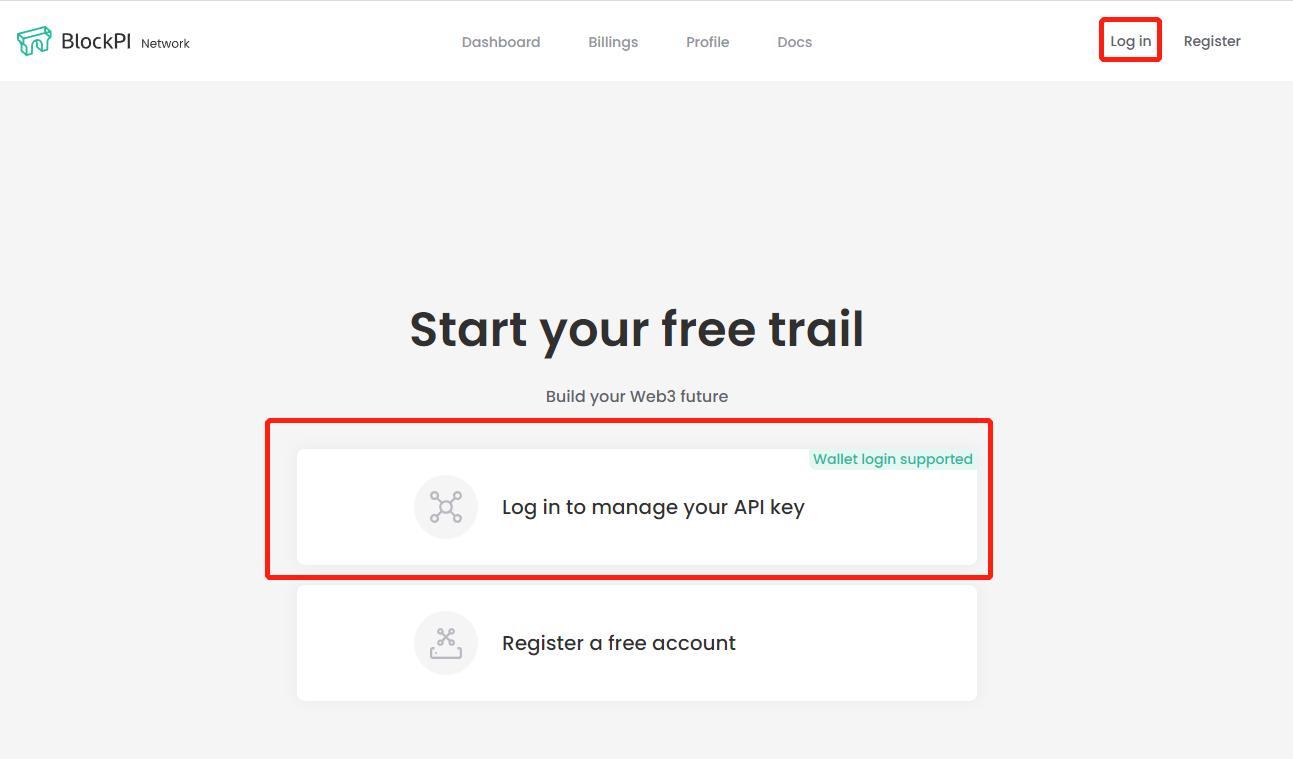 BlockPI Network
Dashboard Billings Profile Docs
Log in Register
Start your free trail
Build your Web3 future
Wallet login supported
Log in to manage your API key
Register a free account